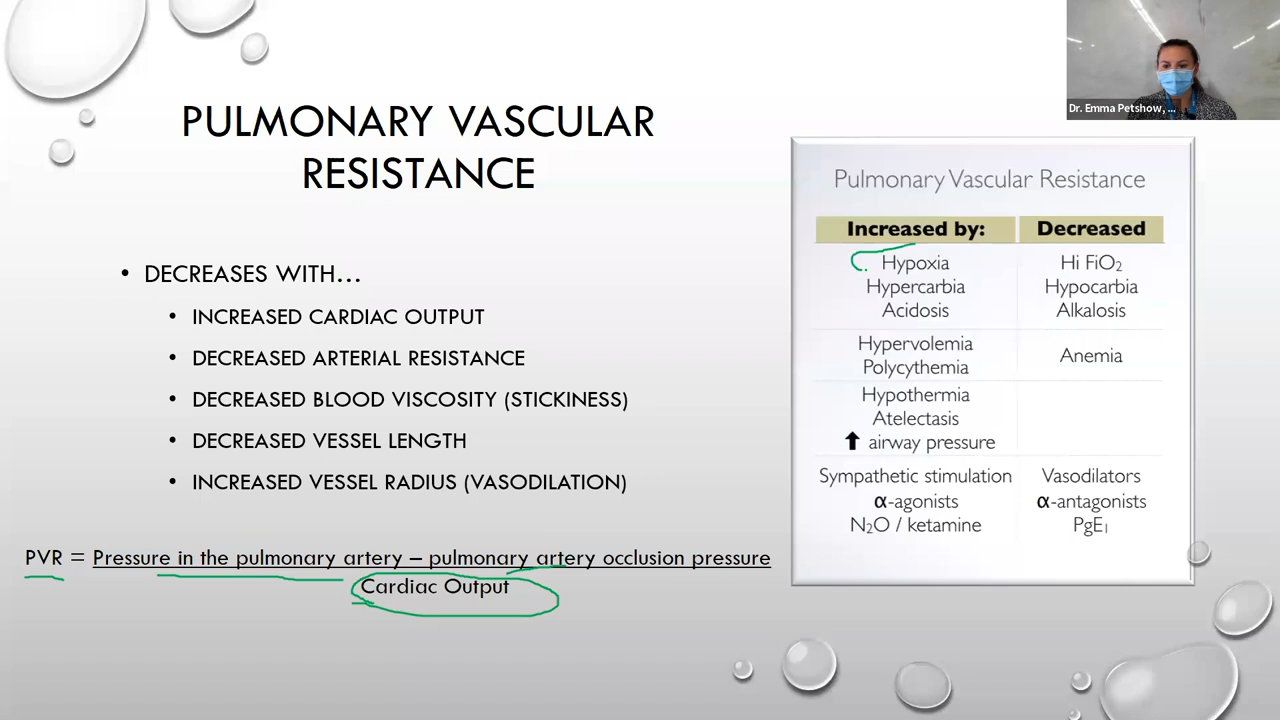 PULMONARY VASCULAR
RESISTANCE
• DECREASES WITH…
• INCREASED CARDIAC OUTPUT
• DECREASED ARTERIAL RESISTANCE
• DECREASED BLOOD VISCOSITY (STICKINESS)
• DECREASED VESSEL LENGTH
• INCREASED VESSEL RADIUS (VASODILATION)
PVR = Pressure in the pulmonary artery – pulmonary artery occlusion pressure
Cardiac Output
Dr. Emma Petshow, ...
Pulmonary Vascular Resistance
Increased by: Decreased
Hypoxia Hi FiO₂
Hypercarbia Hypocarbia
Acidosis Alkalosis
Hypervolemia
Polycythemia
Anemia
Hypothermia
Atelectasis
⬆ airway pressure
Sympathetic stimulation Vasodilators
α-agonists α-antagonists
N₂O / ketamine PgE₁